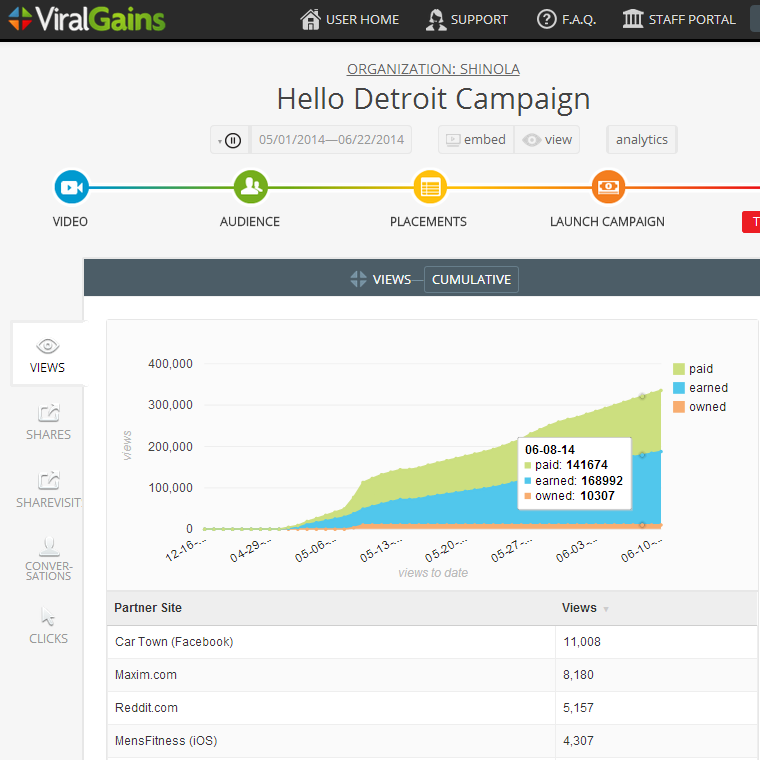 ViralGains USER HOME SUPPORT F.A.Q. STAFF PORTAL
ORGANIZATION: SHINOLA
Hello Detroit Campaign
05/01/2014—06/22/2014 embed view analytics
VIDEO AUDIENCE PLACEMENTS LAUNCH CAMPAIGN T
VIEWS— CUMULATIVE
VIEWS
SHARES
SHAREVISIT
CONVER-
SATIONS
CLICKS
400,000
300,000
200,000
100,000
0
views
12-16-... 04-29-... 05-06-... 05-13-... 05-20-... 05-27-... 06-03-... 06-10-...
views to date
paid
earned
owned
06-08-14
paid: 141674
earned: 168992
owned: 10307
Partner Site Views
Car Town (Facebook) 11,008
Maxim.com 8,180
Reddit.com 5,157
MensFitness (iOS) 4,307